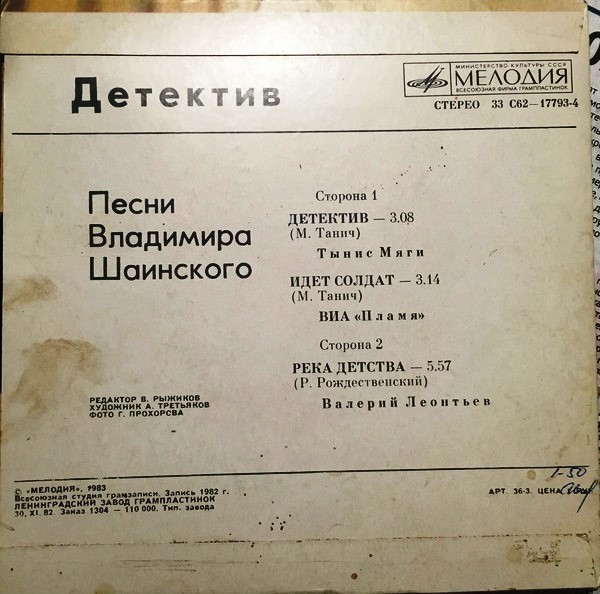 МИНИСТЕРСТВО КУЛЬТУРЫ СССР
МЕЛОДИЯ
ВСЕСОЮЗНАЯ ФИРМА ГРАМПЛАСТИНОК
СТЕРЕО 33 С62—17793-4
Детектив
Песни
Владимира
Шаинского
Сторона 1
ДЕТЕКТИВ — 3.08
(М. Танич)
Тынис Мяги
ИДЕТ СОЛДАТ — 3.14
(М. Танич)
ВИА «Пламя»
Сторона 2
РЕКА ДЕТСТВА — 5.57
(Р. Рождественский)
Валерий Леонтьев
РЕДАКТОР В. РЫЖИКОВ
ХУДОЖНИК А. ТРЕТЬЯКОВ
ФОТО Г. ПРОХОРОВА
© «МЕЛОДИЯ», 1983
Всесоюзная студия грамзаписи. Запись 1982 г.
ЛЕНИНГРАДСКИЙ ЗАВОД ГРАМПЛАСТИНОК
30. XI. 82. Заказ 1304 — 110 000. Тип. завода
1-50
АРТ. 36-3. ЦЕНА